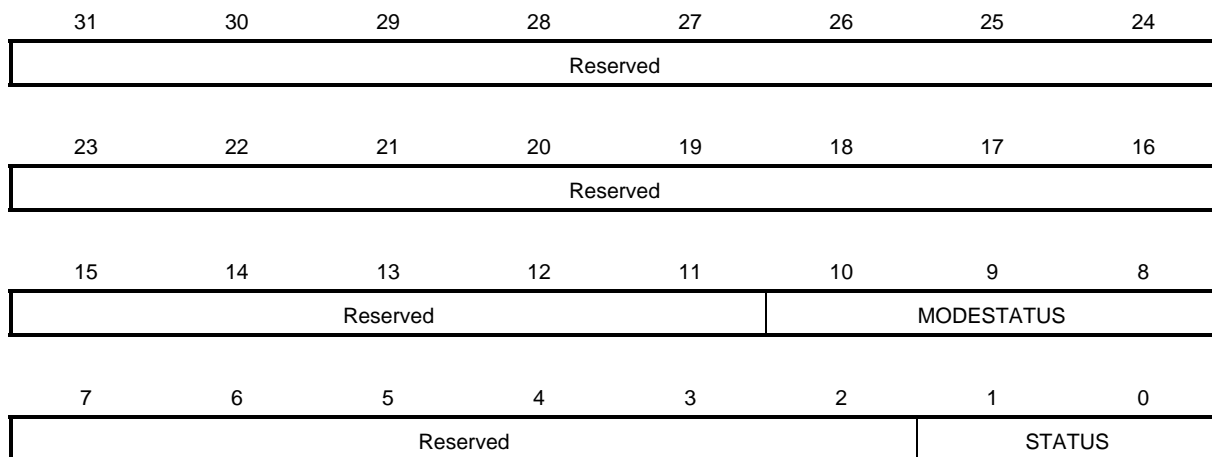 31 30 29 28 27 26 25 24
Reserved
23 22 21 20 19 18 17 16
Reserved
15 14 13 12 11 10 9 8
Reserved MODESTATUS
7 6 5 4 3 2 1 0
Reserved STATUS